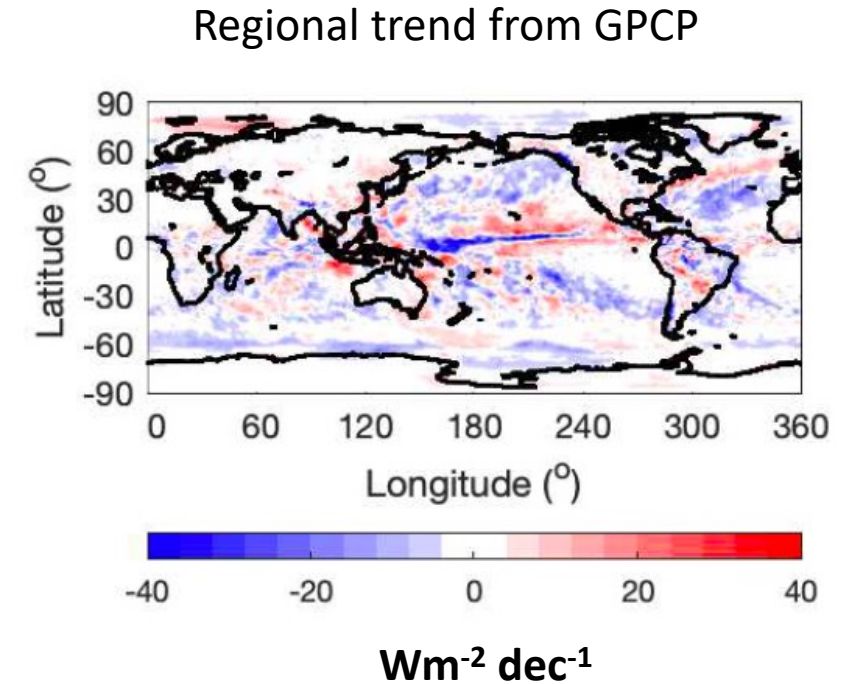 Regional trend from GPCP
90
60
30
0
-30
-60
-90
Latitude (º)
0 60 120 180 240 300 360
Longitude (º)
-40 -20 0 20 40
Wm-2 dec-1